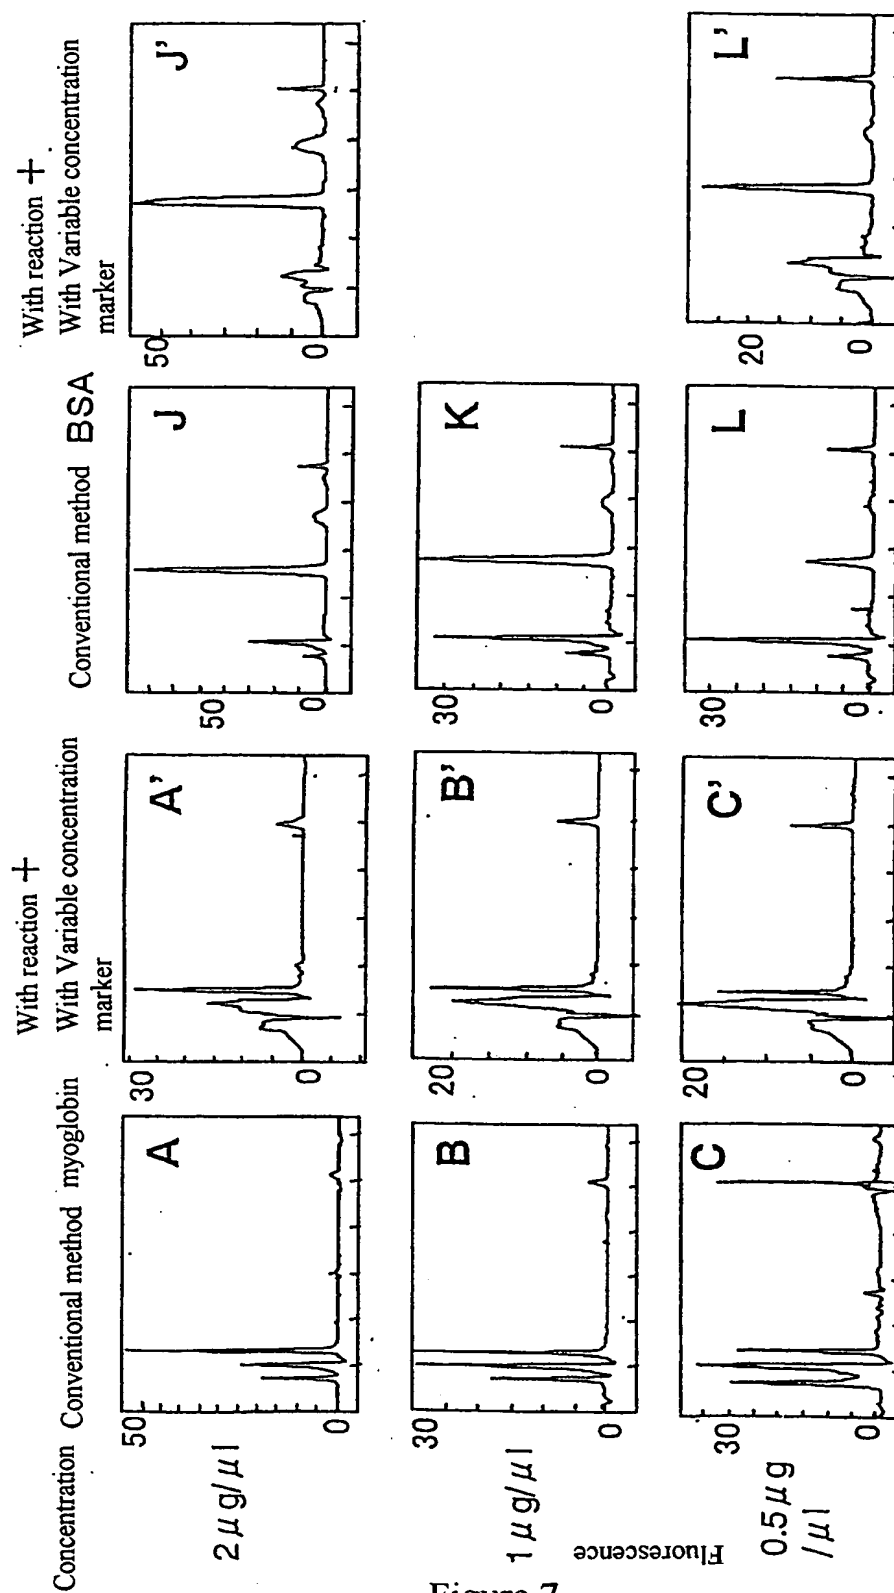 Concentration
Conventional method myoglobin
With reaction +
With Variable concentration
marker
Conventional method BSA
With reaction +
With Variable concentration
marker
2 μg/μl
50
0
A
30
0
A'
50
0
J
50
0
J'
1 μg/μl
30
0
B
20
0
B'
30
0
K
Fluorescence
0.5 μg
/μl
30
0
C
20
0
C'
30
0
L
20
0
L'
Figure 7